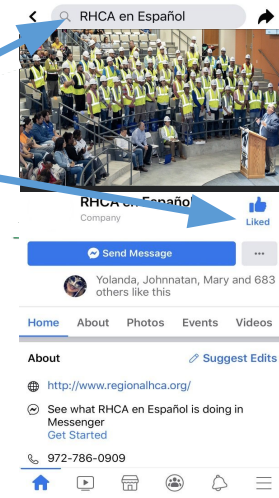 RHCA en Español
RHCA en Español
Company
Liked
Send Message
Yolanda, Johnnatan, Mary and 683
others like this
Home About Photos Events Videos
About
Suggest Edits
http://www.regionalhca.org/
See what RHCA en Español is doing in
Messenger
Get Started
972-786-0909